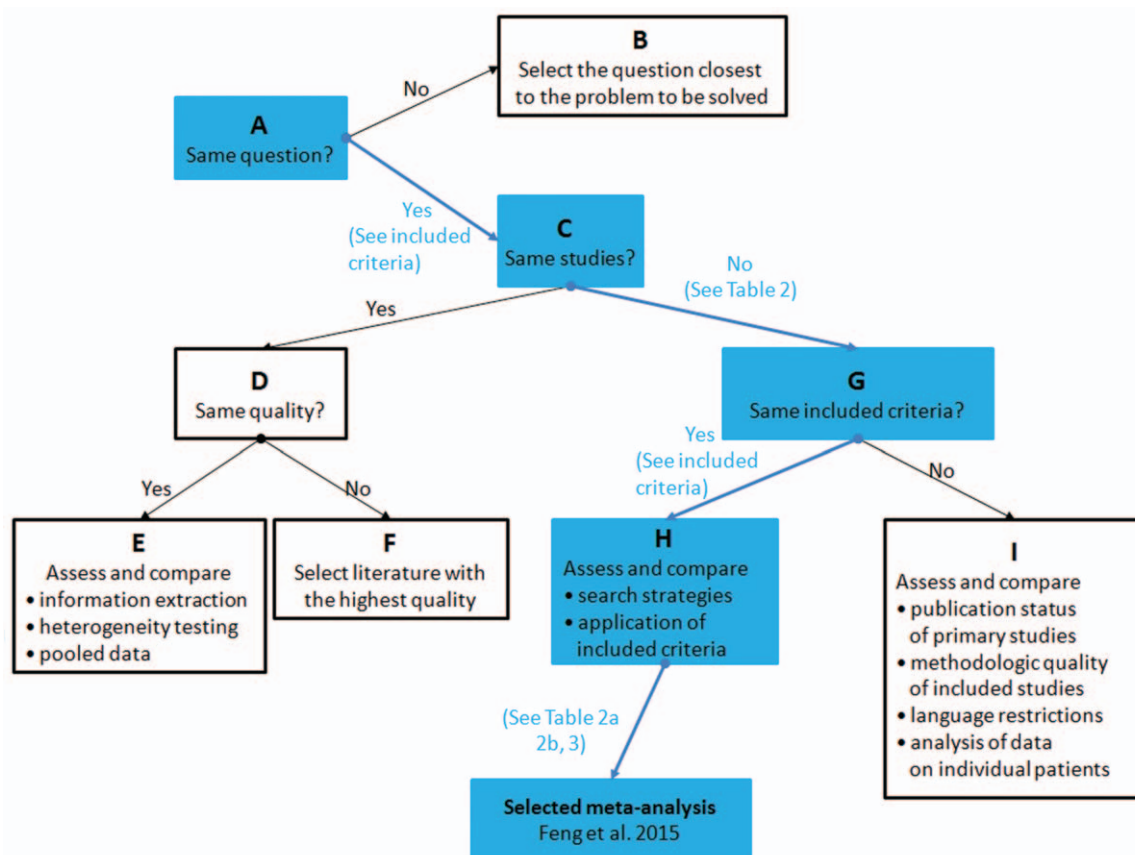 B
Select the question closest
to the problem to be solved
No
A
Same question?
Yes
(See included
criteria)
C
Same studies?
No
(See Table 2)
Yes
D
Same quality?
G
Same included criteria?
Yes
(See included
criteria)
No
Yes
No
E
Assess and compare
• information extraction
• heterogeneity testing
• pooled data
F
Select literature with
the highest quality
H
Assess and compare
• search strategies
• application of
included criteria
I
Assess and compare
• publication status
of primary studies
• methodologic quality
of included studies
• language restrictions
• analysis of data
on individual patients
(See Table 2a
2b, 3)
Selected meta-analysis
Feng et al. 2015